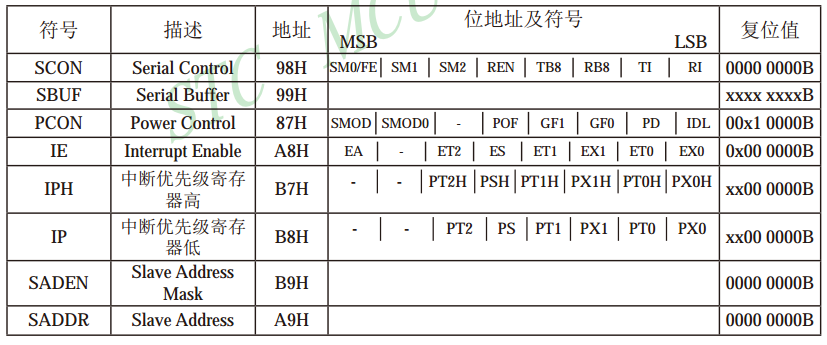 符号 描述 地址 位地址及符号 复位值
MSB LSB
SCON Serial Control 98H SM0/FE SM1 SM2 REN TB8 RB8 TI RI 0000 0000B
SBUF Serial Buffer 99H xxxx xxxxB
PCON Power Control 87H SMOD SMOD0 - POF GF1 GF0 PD IDL 00x1 0000B
IE Interrupt Enable A8H EA - ET2 ES ET1 EX1 ET0 EX0 0x00 0000B
IPH 中断优先级寄存器高 B7H - - PT2H PSH PT1H PX1H PT0H PX0H xx00 0000B
IP 中断优先级寄存器低 B8H - - PT2 PS PT1 PX1 PT0 PX0 xx00 0000B
SADEN Slave Address Mask B9H 0000 0000B
SADDR Slave Address A9H 0000 0000B
STC MCU